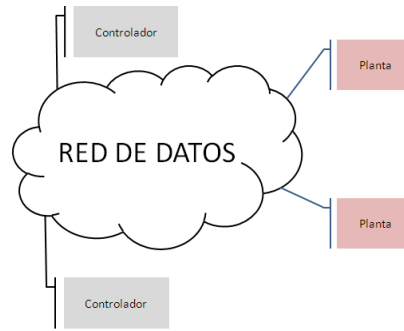 Controlador
Planta
RED DE DATOS
Planta
Controlador